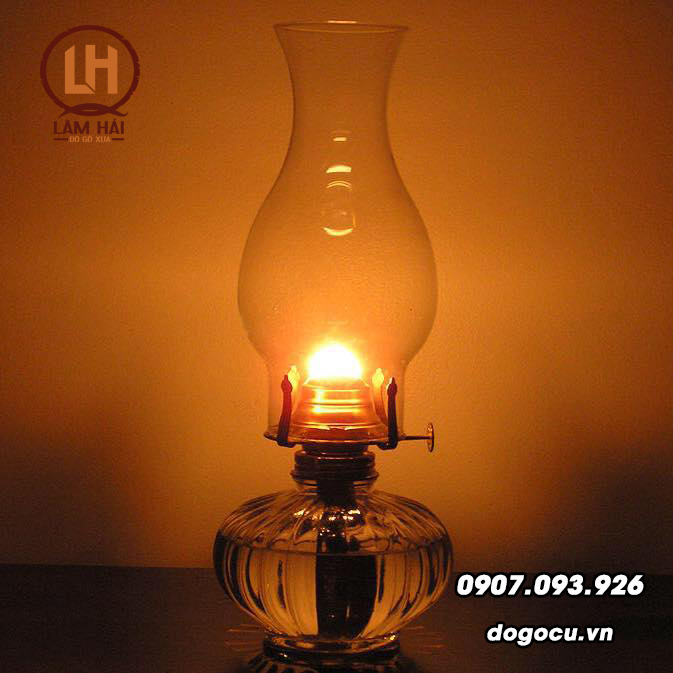 LH
LÂM HẢI
ĐỒ GỖ XƯA
0907.093.926
dogocu.vn